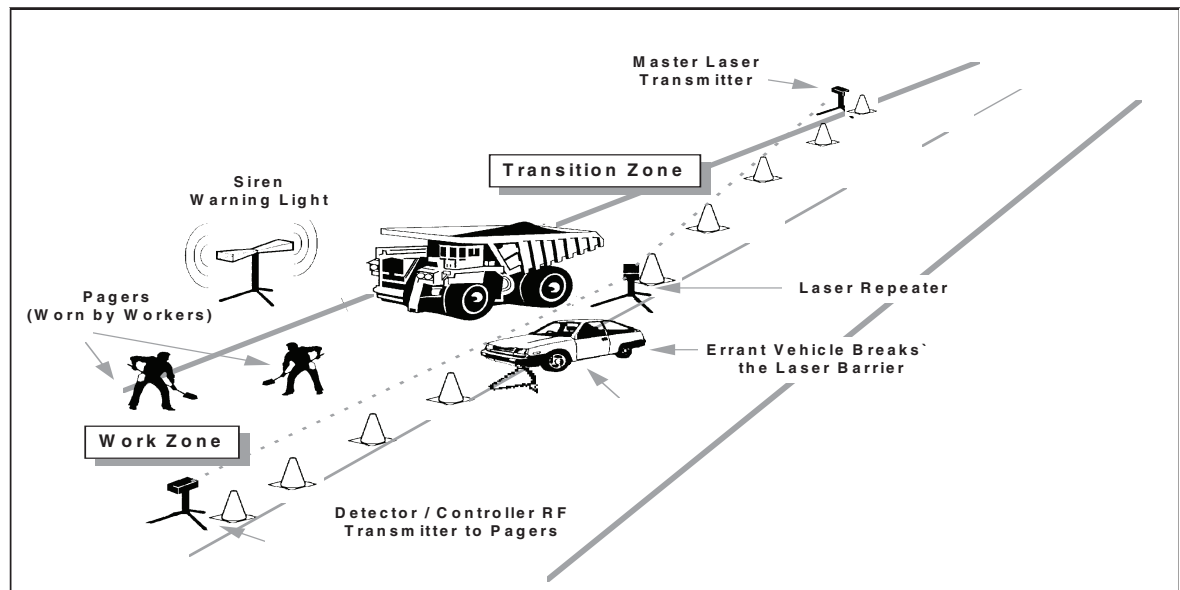 Master Laser
Transmitter
Transition Zone
Siren
Warning Light
Pagers
(Worn by Workers)
Laser Repeater
Errant Vehicle Breaks`
the Laser Barrier
Work Zone
Detector / Controller RF
Transmitter to Pagers